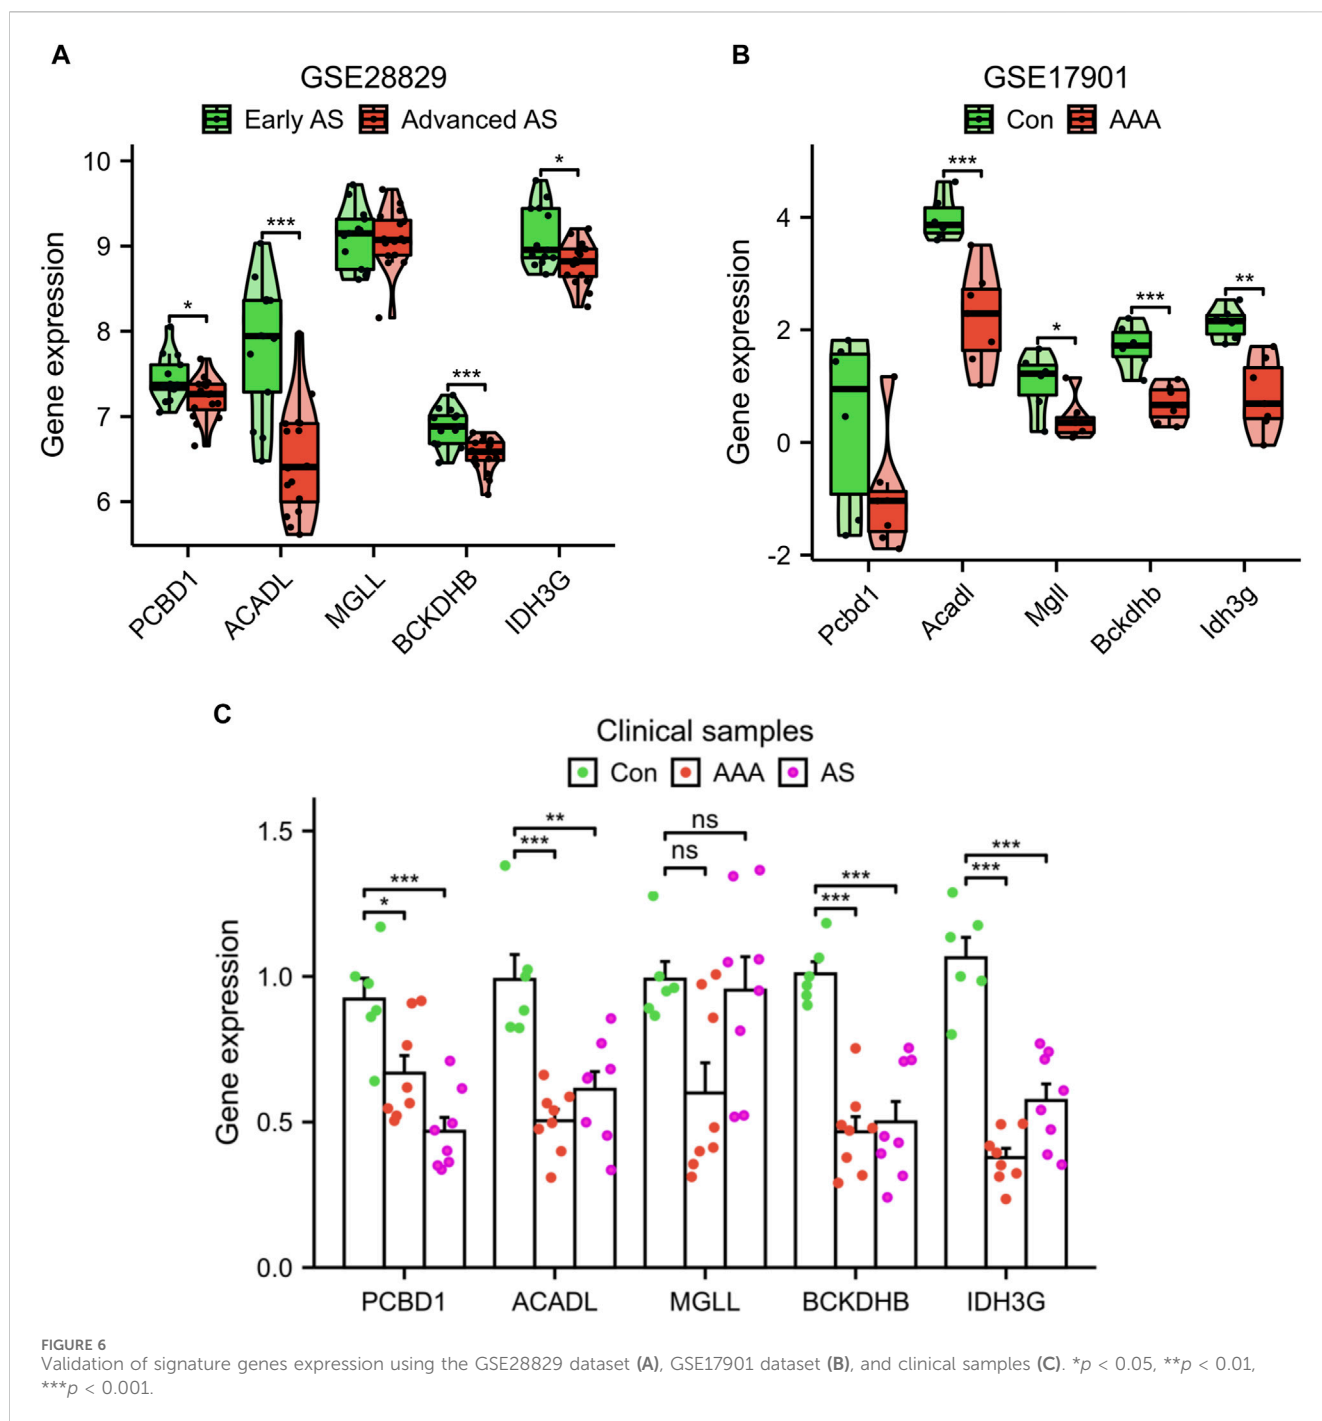 A
GSE28829
Early AS
Advanced AS
Gene expression
10
9
8
7
6
*
***
***
*
PCBD1
ACADL
MGLL
BCKDHB
IDH3G
B
GSE17901
Con
AAA
Gene expression
4
2
0
-2
***
*
***
**
Pcbd1
Acadl
Mgll
Bckdhb
Idh3g
C
Clinical samples
Con
AAA
AS
Gene expression
1.5
1.0
0.5
0.0
***
*
**
***
ns
ns
***
***
***
***
PCBD1
ACADL
MGLL
BCKDHB
IDH3G
FIGURE 6
Validation of signature genes expression using the GSE28829 dataset (A), GSE17901 dataset (B), and clinical samples (C). *p < 0.05, **p < 0.01,
***p < 0.001.